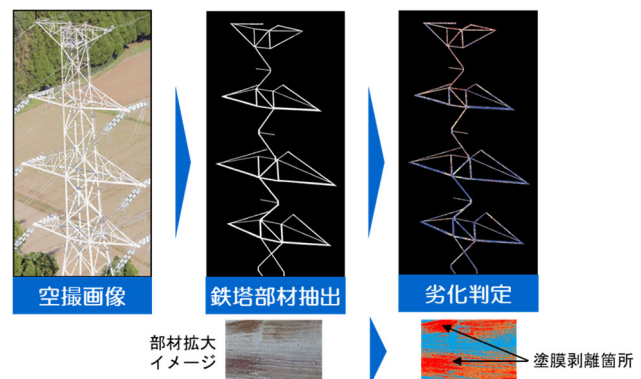 空撮画像
鉄塔部材抽出
劣化判定
部材拡大
イメージ
塗膜剥離箇所